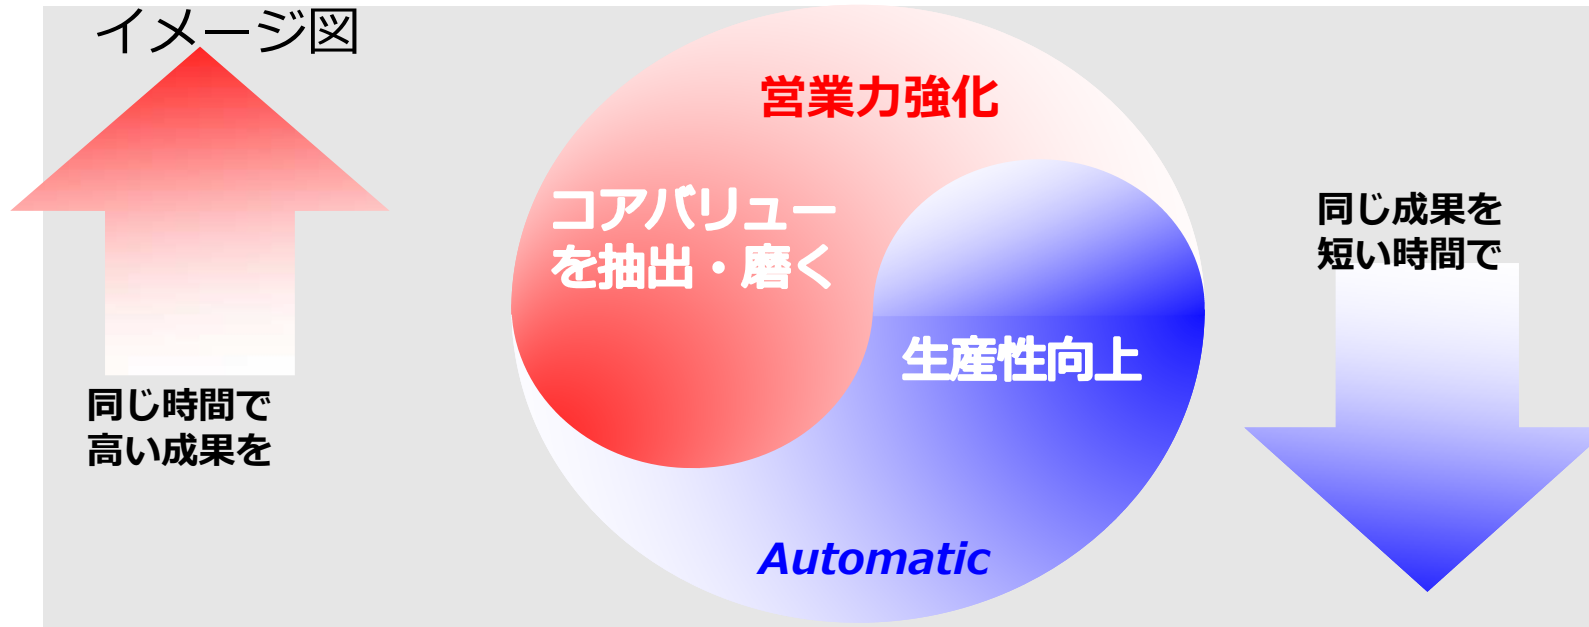 イメージ図
営業力強化
コアバリュー
を抽出・磨く
同じ成果を
短い時間で
生産性向上
同じ時間で
高い成果を
Automatic